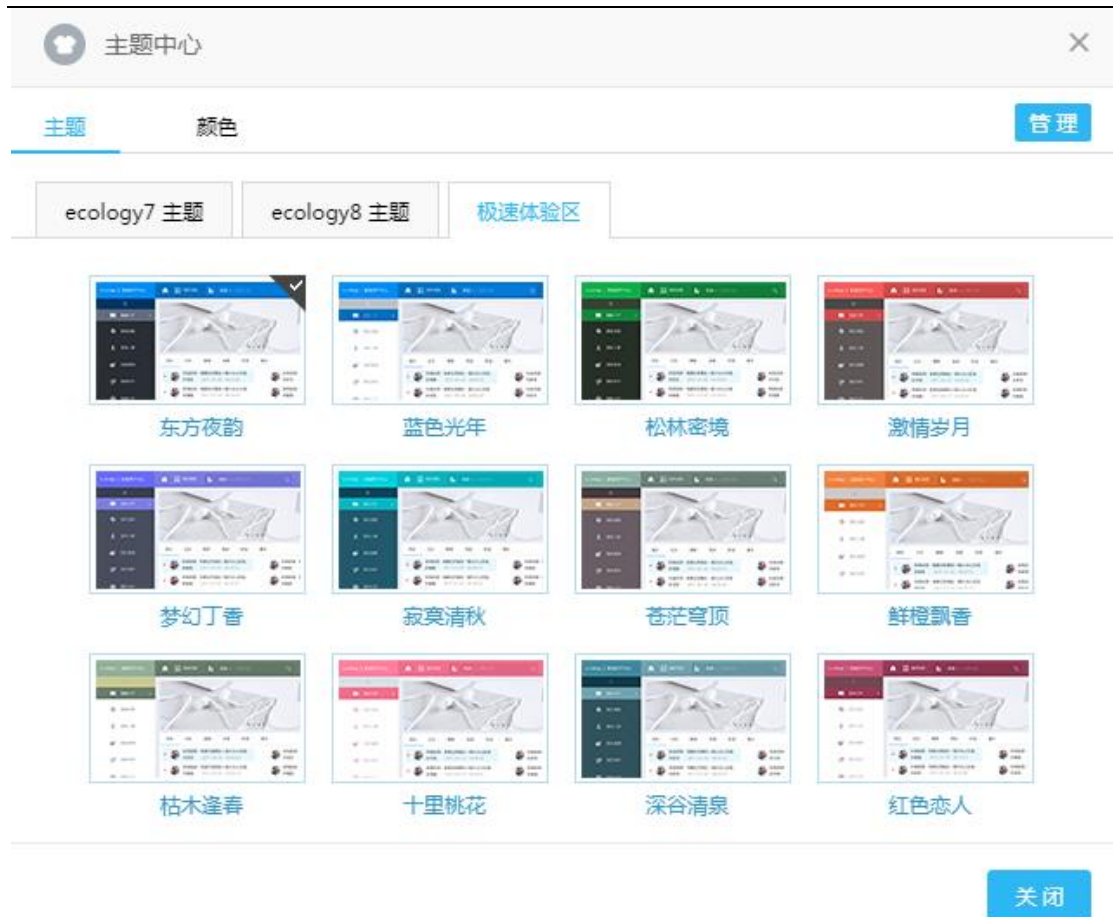 主题中心
主题 颜色 管理
ecology7 主题 ecology8 主题 极速体验区
东方夜韵 蓝色光年 松林密境 激情岁月
梦幻丁香 寂寞清秋 苍茫穹顶 鲜橙飘香
枯木逢春 十里桃花 深谷清泉 红色恋人
关闭